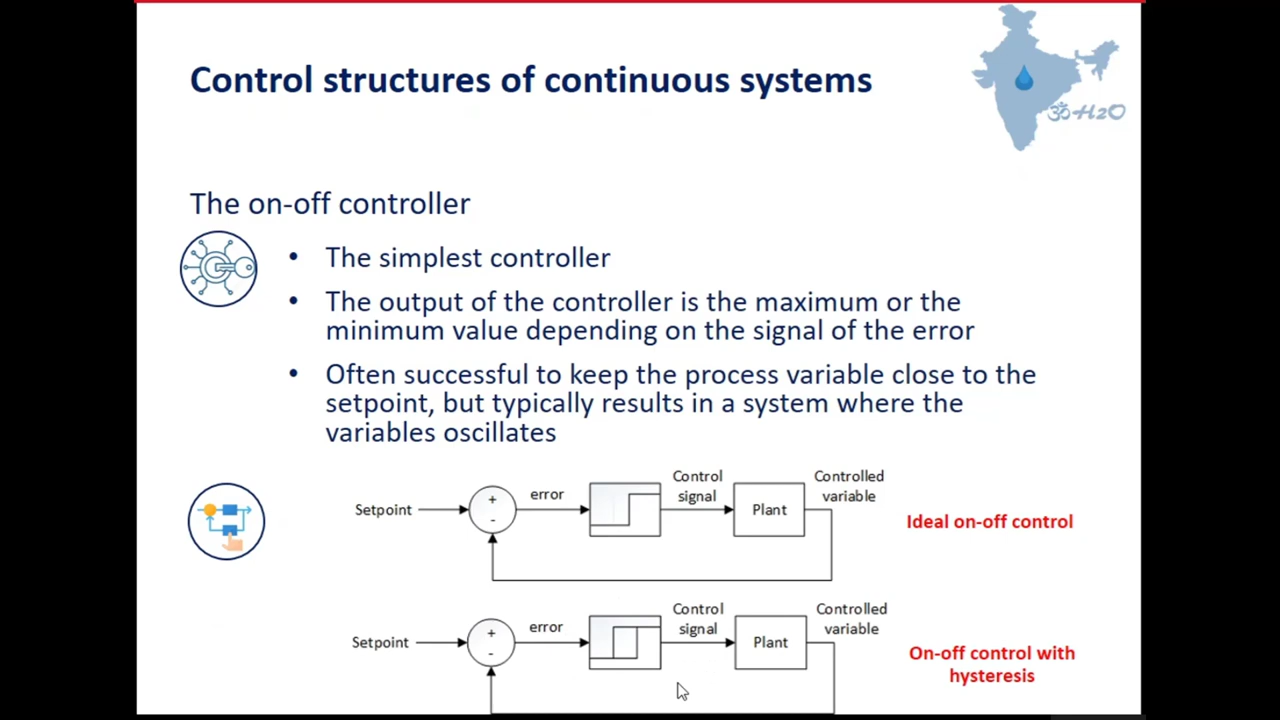 Control structures of continuous systems
ॐH2O
The on-off controller
• The simplest controller
• The output of the controller is the maximum or the
minimum value depending on the signal of the error
• Often successful to keep the process variable close to the
setpoint, but typically results in a system where the
variables oscillates
Setpoint
+
-
error
Control
signal
Plant
Controlled
variable
Ideal on-off control
Setpoint
+
-
error
Control
signal
Plant
Controlled
variable
On-off control with
hysteresis